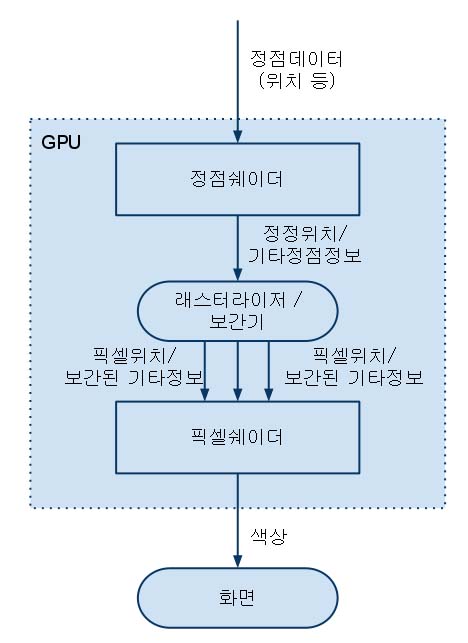 정점데이터
(위치 등)
GPU
정점쉐이더
정정위치/
기타정점정보
래스터라이저 /
보간기
픽셀위치/
보간된 기타정보
픽셀위치/
보간된 기타정보
픽셀쉐이더
색상
화면